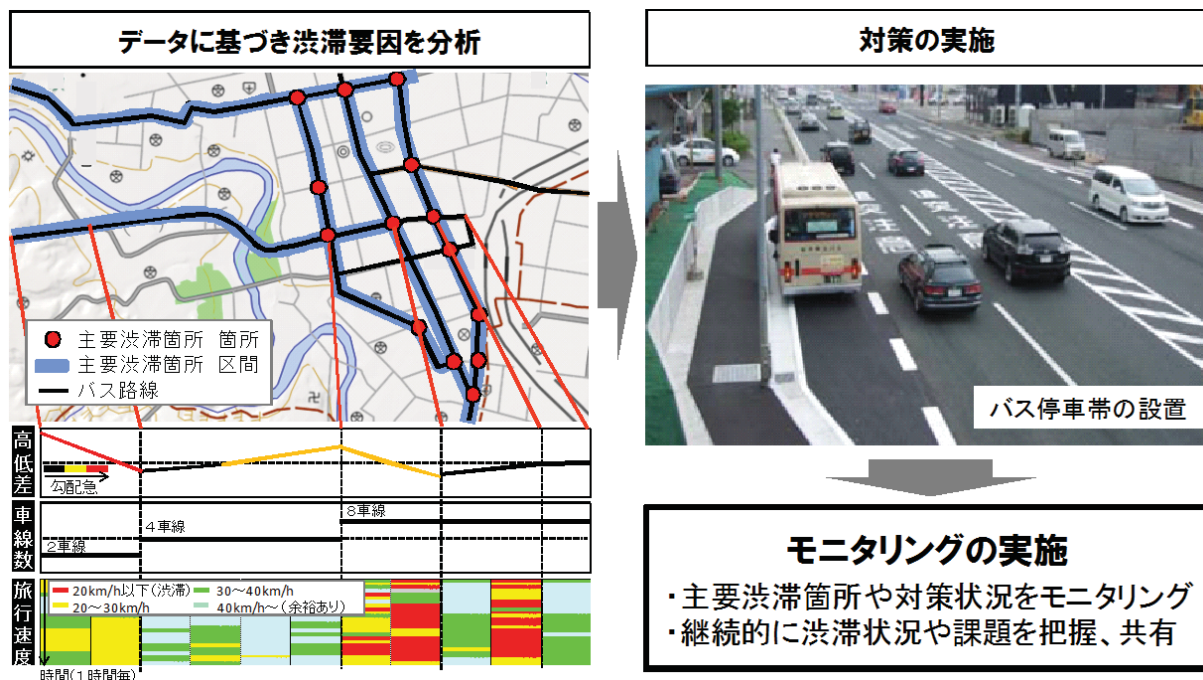 データに基づき渋滞要因を分析
主要渋滞箇所 箇所
主要渋滞箇所 区間
バス路線
高低差
勾配急
車線数
2車線
4車線
8車線
旅行速度
20km/h以下(渋滞)
30～40km/h
20～30km/h
40km/h～(余裕あり)
時間(1時間毎)
対策の実施
バス停車帯の設置
モニタリングの実施
・主要渋滞箇所や対策状況をモニタリング
・継続的に渋滞状況や課題を把握、共有